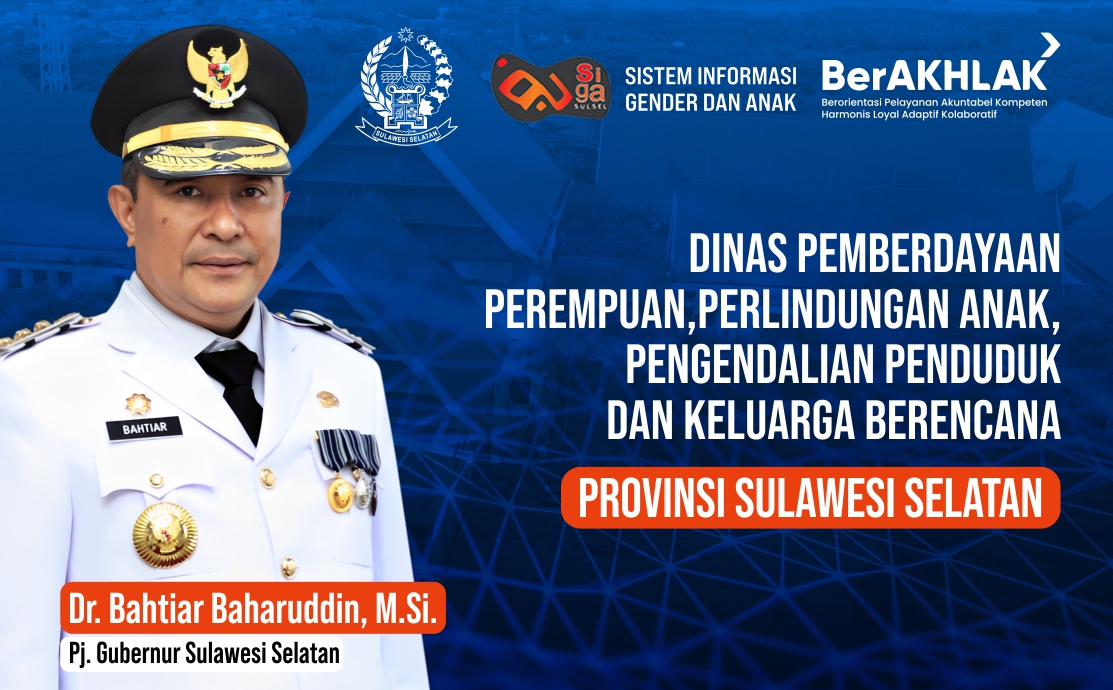 SULAWESI SELATAN
Siga
SULSEL
SISTEM INFORMASI
GENDER DAN ANAK
BerAKHLAK
Berorientasi Pelayanan Akuntabel Kompeten
Harmonis Loyal Adaptif Kolaboratif
DINAS PEMBERDAYAAN
PEREMPUAN,PERLINDUNGAN ANAK,
PENGENDALIAN PENDUDUK
DAN KELUARGA BERENCANA
PROVINSI SULAWESI SELATAN
BAHTIAR
Dr. Bahtiar Baharuddin, M.Si.
Pj. Gubernur Sulawesi Selatan